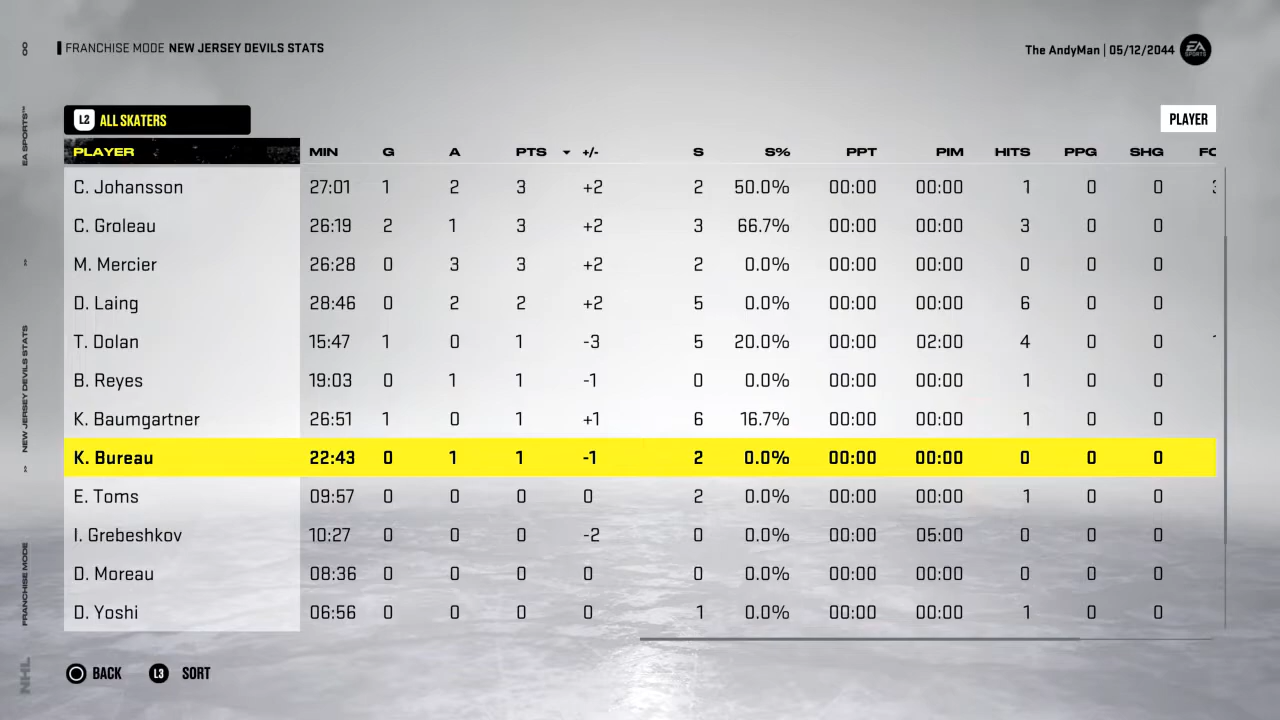 FRANCHISE MODE NEW JERSEY DEVILS STATS
The AndyMan | 05/12/2044
EA SPORTS
L2 ALL SKATERS
PLAYER
PLAYER MIN G A PTS +/- S S% PPT PIM HITS PPG SHG
C. Johansson 27:01 1 2 3 +2 2 50.0% 00:00 00:00 1 0 0
C. Groleau 26:19 2 1 3 +2 3 66.7% 00:00 00:00 3 0 0
M. Mercier 26:28 0 3 3 +2 2 0.0% 00:00 00:00 0 0 0
D. Laing 28:46 0 2 2 +2 5 0.0% 00:00 00:00 6 0 0
T. Dolan 15:47 1 0 1 -3 5 20.0% 00:00 02:00 4 0 0
B. Reyes 19:03 0 1 1 -1 0 0.0% 00:00 00:00 1 0 0
K. Baumgartner 26:51 1 0 1 +1 6 16.7% 00:00 00:00 1 0 0
K. Bureau 22:43 0 1 1 -1 2 0.0% 00:00 00:00 0 0 0
E. Toms 09:57 0 0 0 0 2 0.0% 00:00 00:00 1 0 0
I. Grebeshkov 10:27 0 0 0 -2 0 0.0% 00:00 05:00 0 0 0
D. Moreau 08:36 0 0 0 0 0 0.0% 00:00 00:00 0 0 0
D. Yoshi 06:56 0 0 0 0 1 0.0% 00:00 00:00 1 0 0
BACK L3 SORT
NHL FRANCHISE MODE » NEW JERSEY DEVILS STATS » EA SPORTS™